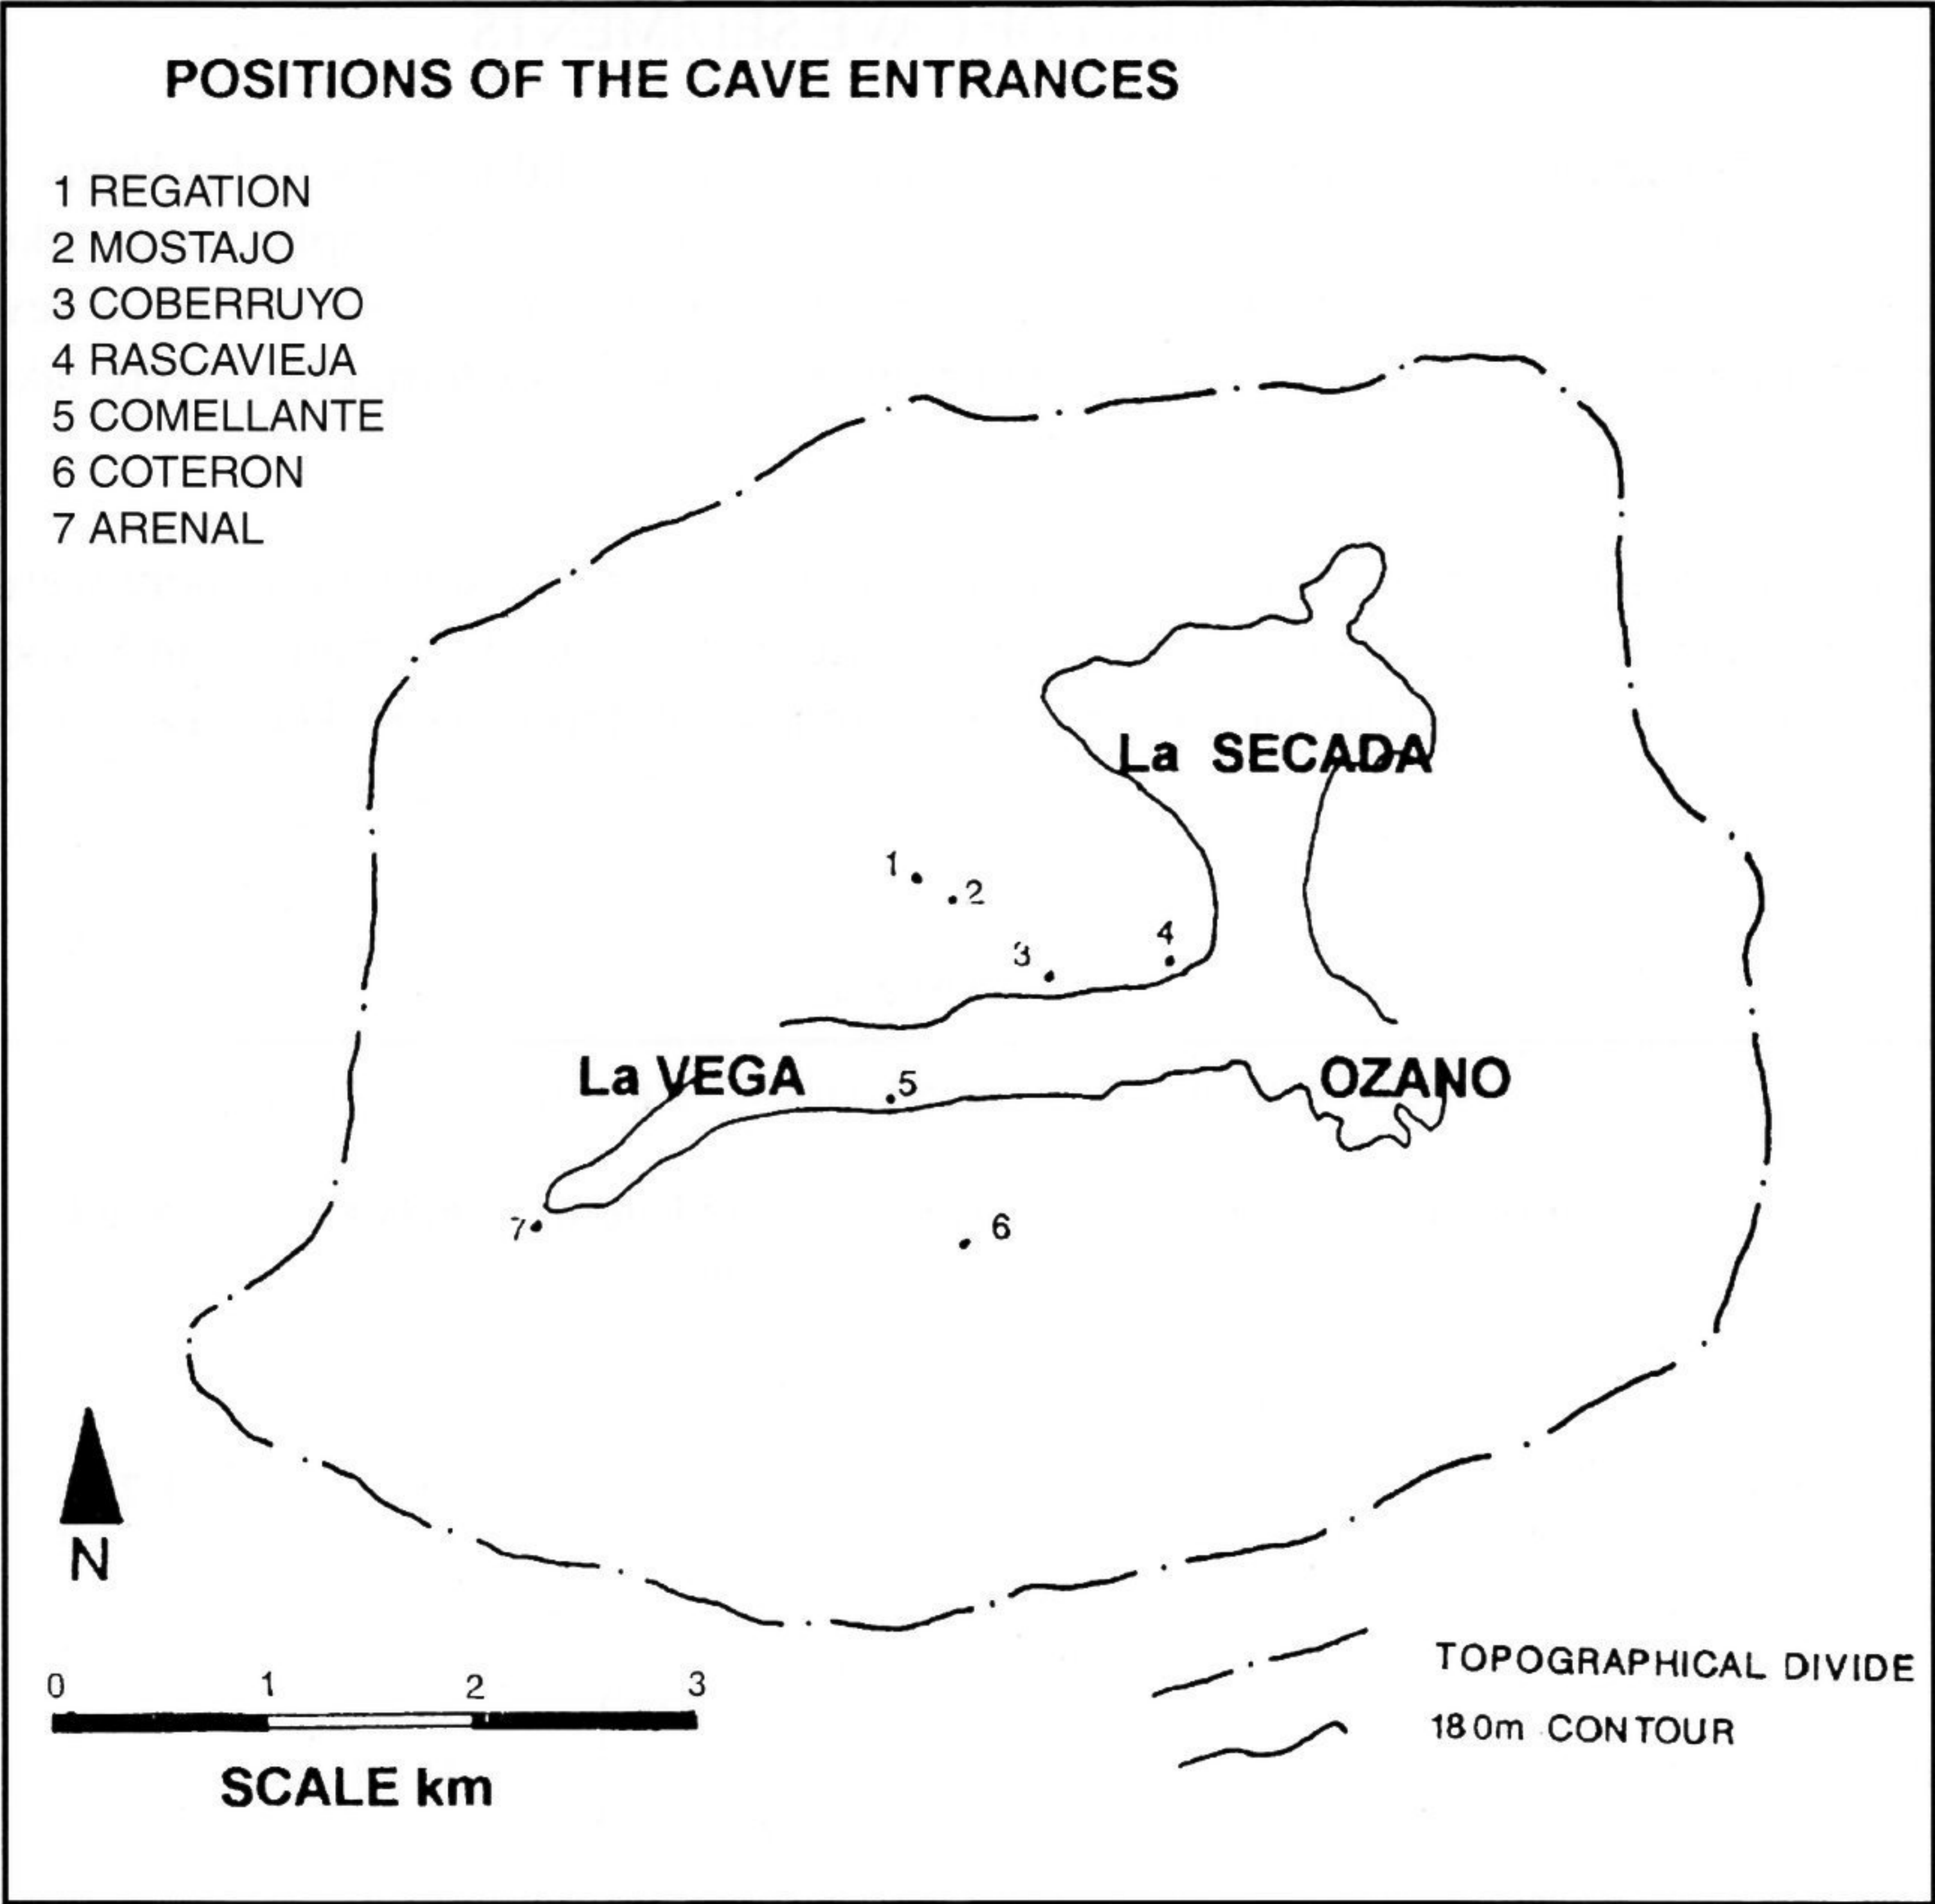 POSITIONS OF THE CAVE ENTRANCES
1 REGATION
2 MOSTAJO
3 COBERRUYO
4 RASCAVIEJA
5 COMELLANTE
6 COTERON
7 ARENAL
La SECADA
1
2
4
3
La VEGA
5
OZANO
7
6
N
0 1 2 3
SCALE km
TOPOGRAPHICAL DIVIDE
180m CONTOUR